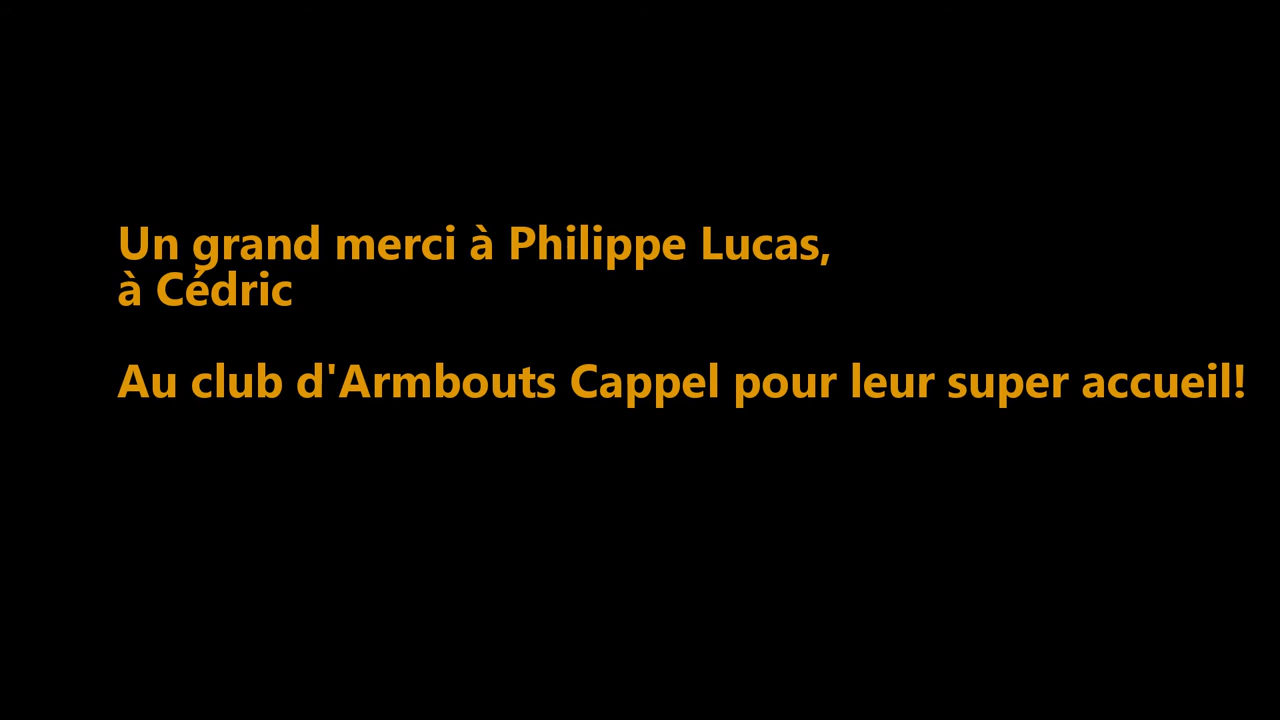 Un grand merci à Philippe Lucas,
à Cédric
Au club d'Armbouts Cappel pour leur super accueil!